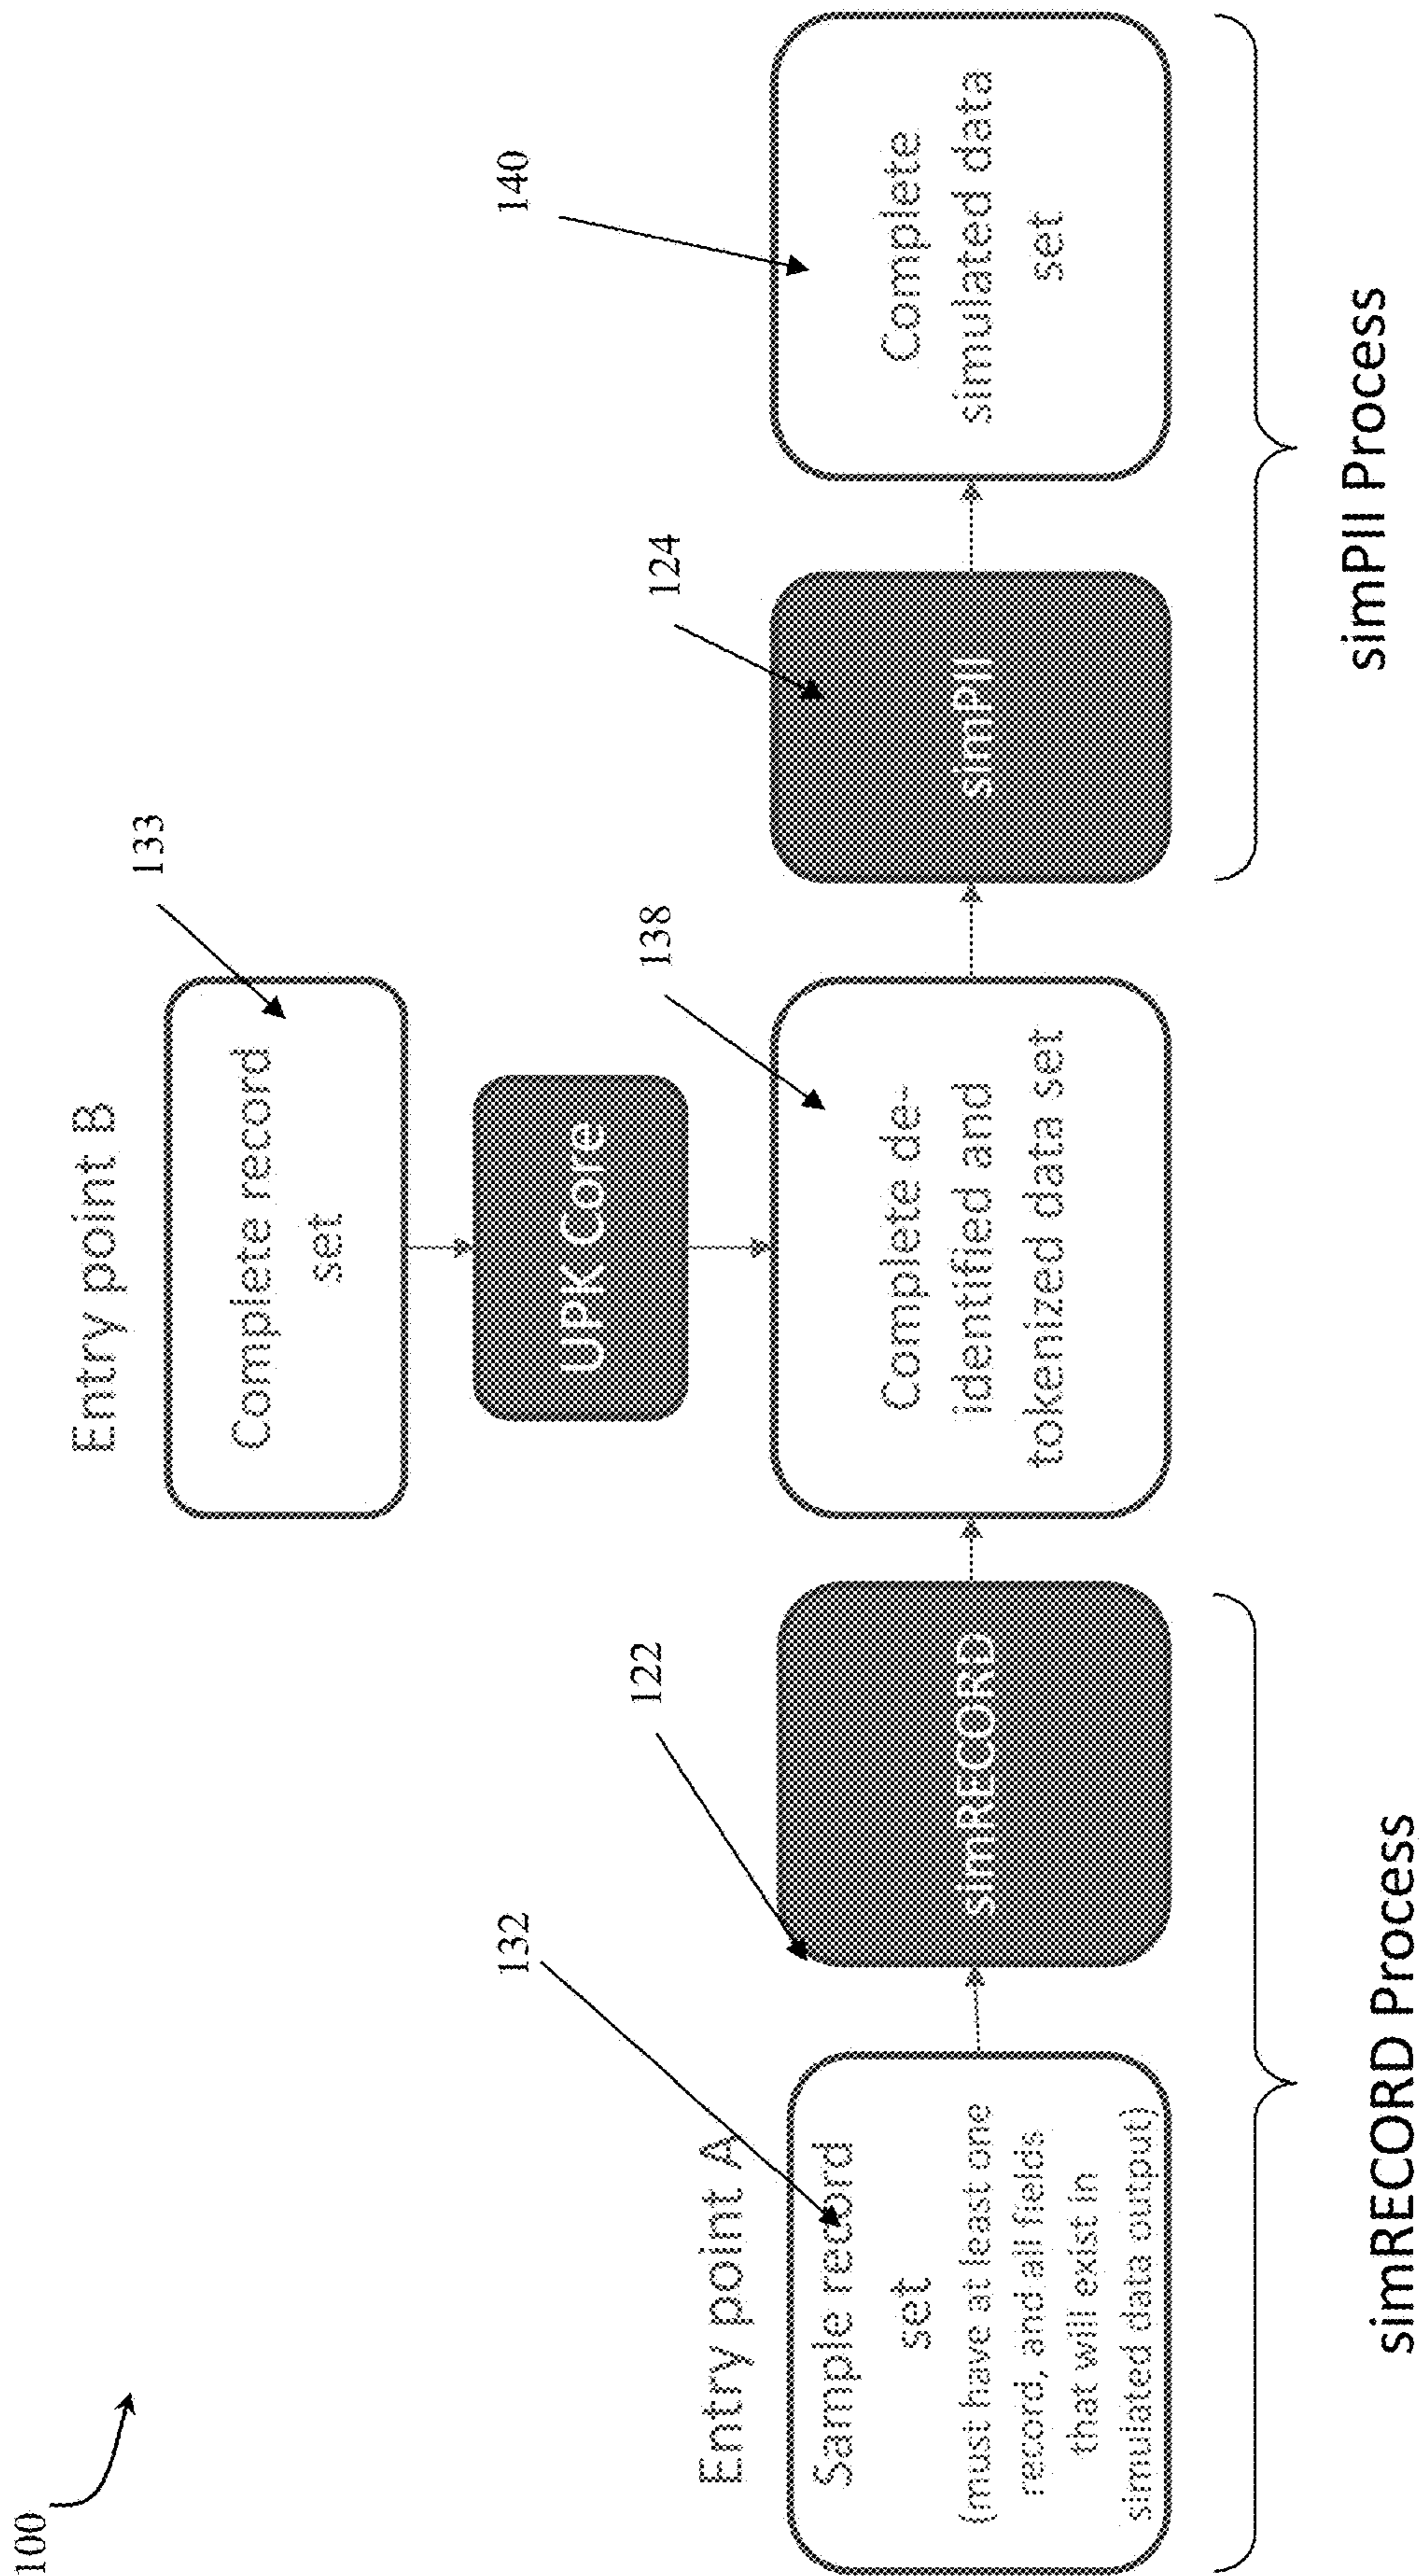 100
Entry point B
Complete record
set
133
UPK Core
Entry point A
Sample record
set
(must have at least one
record, and all fields
that will exist in
simulated data output)
132
simRECORD
122
Complete de-
identified and
tokenized data set
138
simPII
124
Complete
simulated data
set
140
simRECORD Process
simPII Process